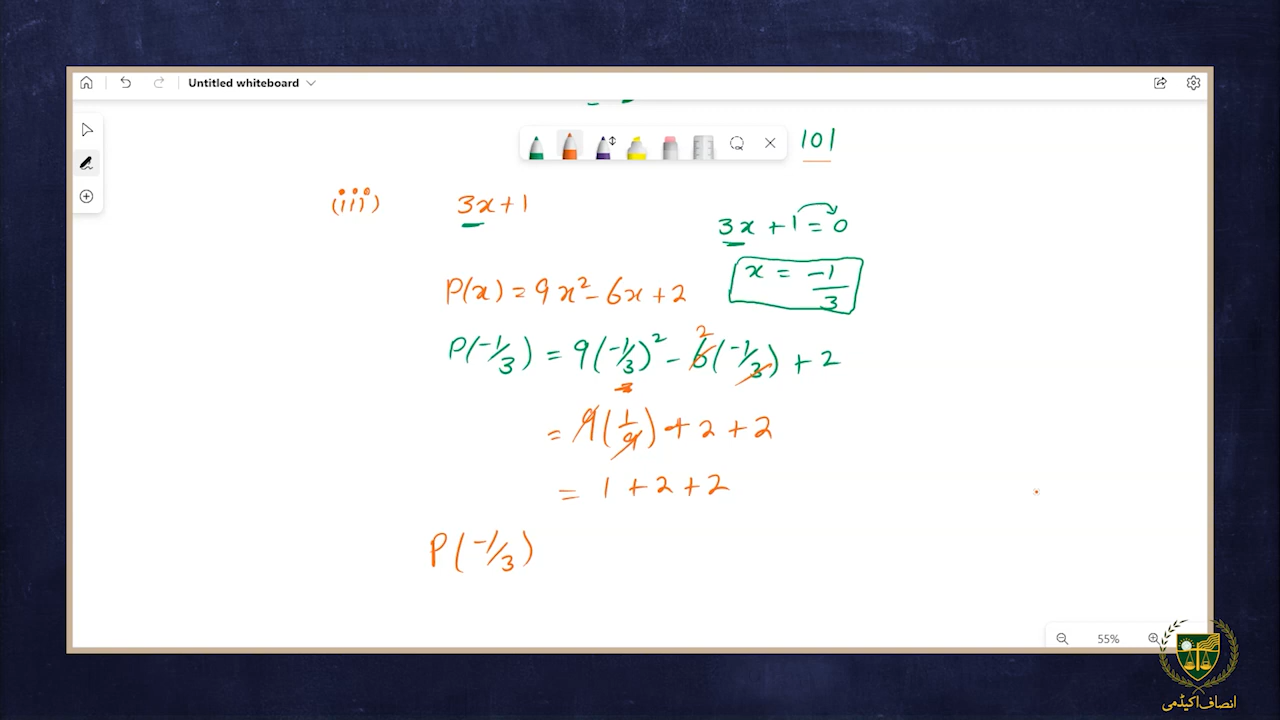 Untitled whiteboard
101
(iii) 3x+1
3x+1=0
x = -1/3
P(x) = 9x²-6x+2
P(-1/3) = 9(-1/3)² - 6(-1/3) + 2
2
= 9(1/9) + 2 + 2
= 1 + 2 + 2
P(-1/3)
55%
انصاف اکیڈمی